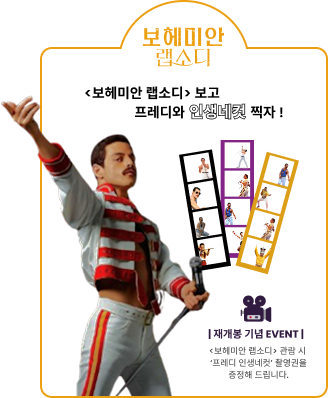 보헤미안
랩소디
<보헤미안 랩소디> 보고
프레디와 인생네컷 찍자 !
| 재개봉 기념 EVENT |
<보헤미안 랩소디> 관람 시
'프레디 인생네컷' 촬영권을
증정해 드립니다.